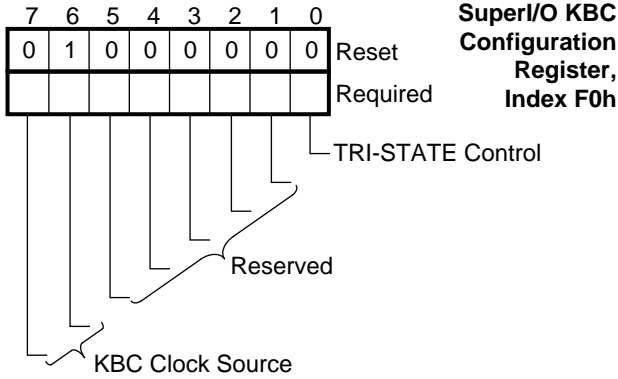 7 6 5 4 3 2 1 0
SuperI/O KBC
Configuration
Register,
Index F0h
0 1 0 0 0 0 0 0 Reset
Required
TRI-STATE Control
Reserved
KBC Clock Source